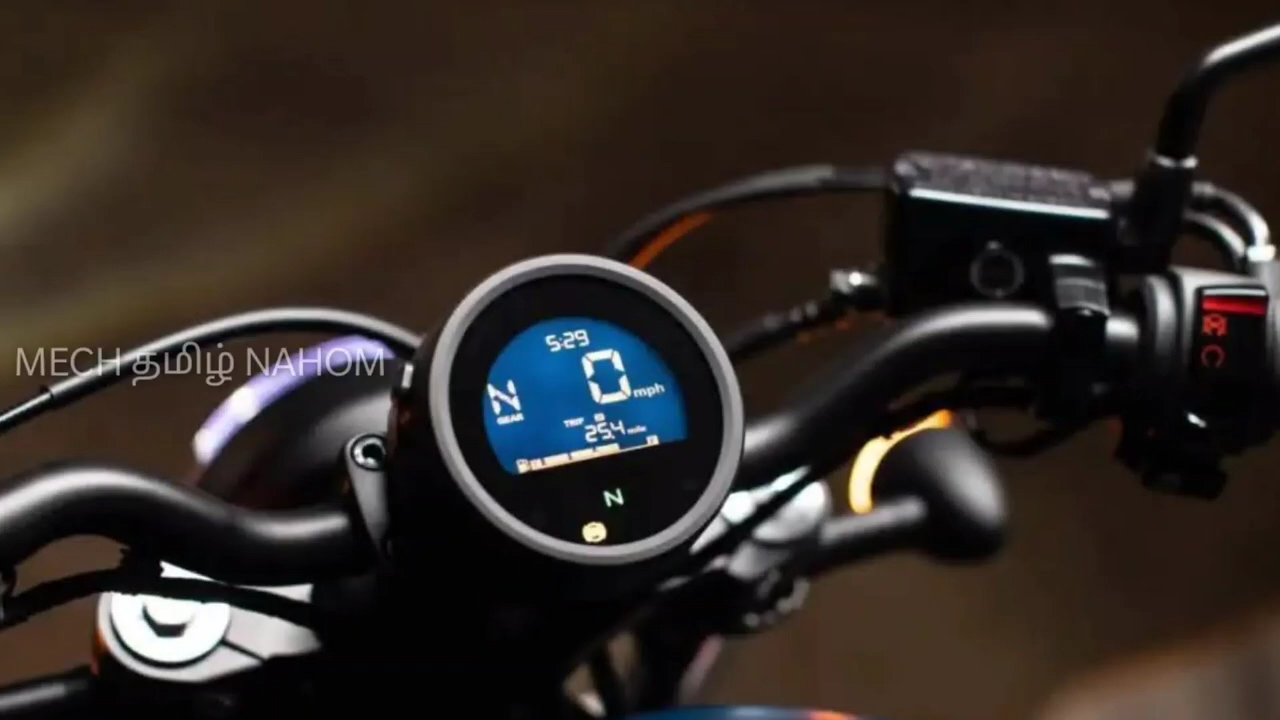 MECH தமிழ் NAHOM
5:29
0 mph
N
GEAR
TRIP
25.4 mile
N